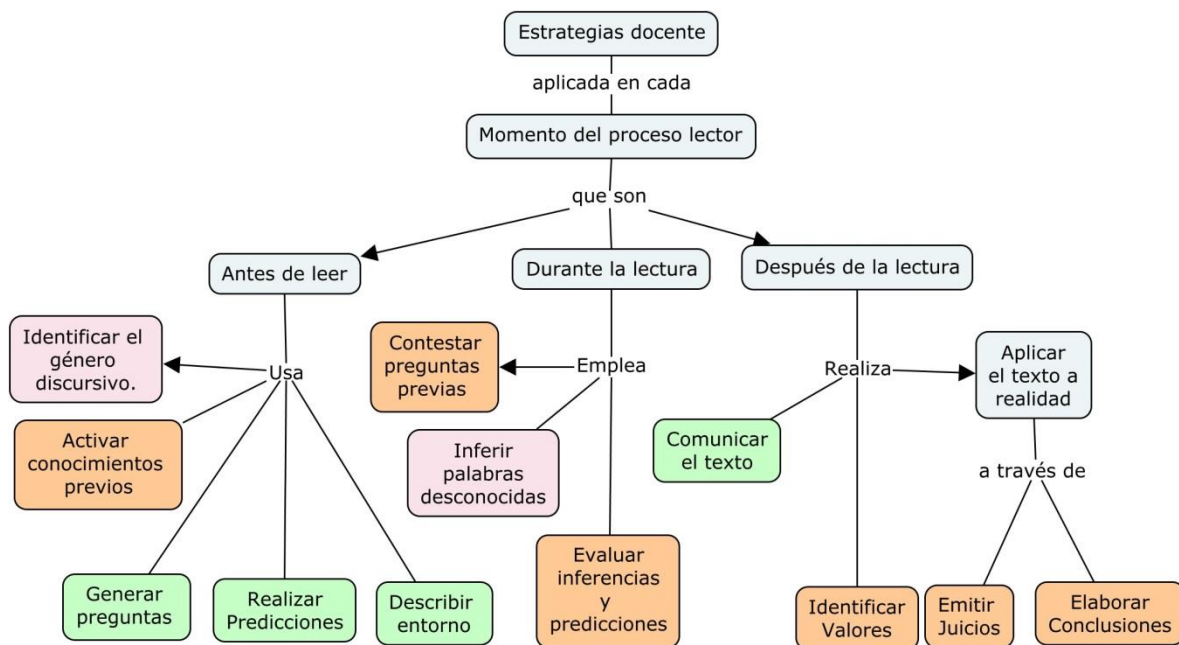 Estrategias docente
aplicada en cada
Momento del proceso lector
que son
Antes de leer
Durante la lectura
Después de la lectura
Identificar el
género
discursivo.
Usa
Contestar
preguntas
previas
Emplea
Realiza
Aplicar
el texto a
realidad
Activar
conocimientos
previos
Inferir
palabras
desconocidas
Comunicar
el texto
a través de
Generar
preguntas
Realizar
Predicciones
Describir
entorno
Evaluar
inferencias
y
predicciones
Identificar
Valores
Emitir
Juicios
Elaborar
Conclusiones